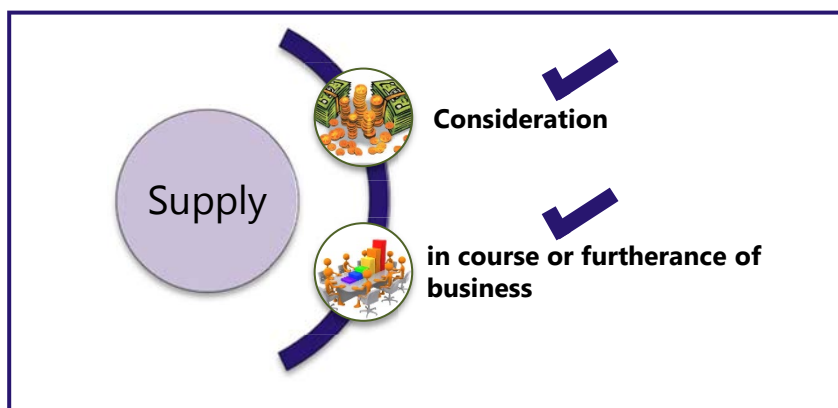 Supply
Consideration
in course or furtherance of
business